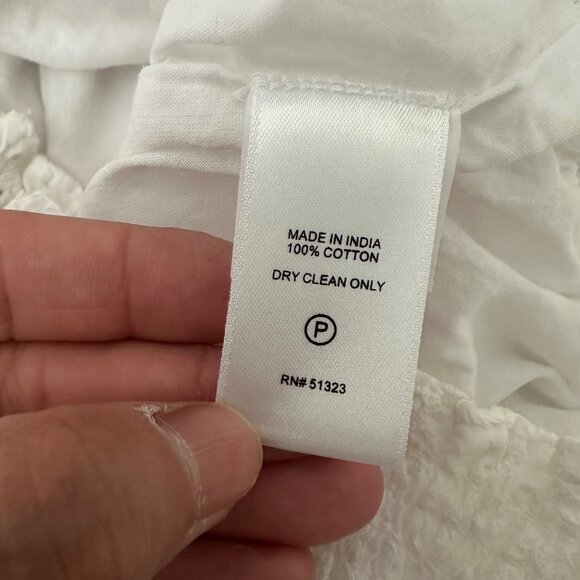 MADE IN INDIA
100% COTTON
DRY CLEAN ONLY
P
RN# 51323